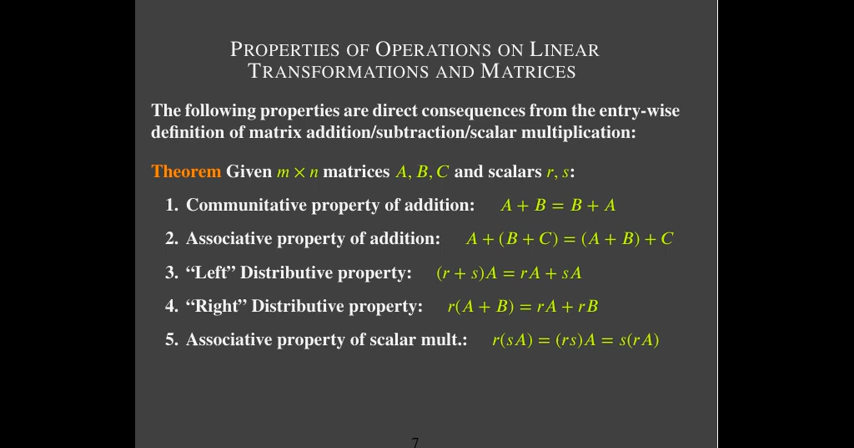 PROPERTIES OF OPERATIONS ON LINEAR
TRANSFORMATIONS AND MATRICES
The following properties are direct consequences from the entry-wise
definition of matrix addition/subtraction/scalar multiplication:
Theorem Given m × n matrices A, B, C and scalars r, s:
1. Communitative property of addition: A + B = B + A
2. Associative property of addition: A + (B + C) = (A + B) + C
3. “Left” Distributive property: (r + s)A = rA + sA
4. “Right” Distributive property: r(A + B) = rA + rB
5. Associative property of scalar mult.: r(sA) = (rs)A = s(rA)
7